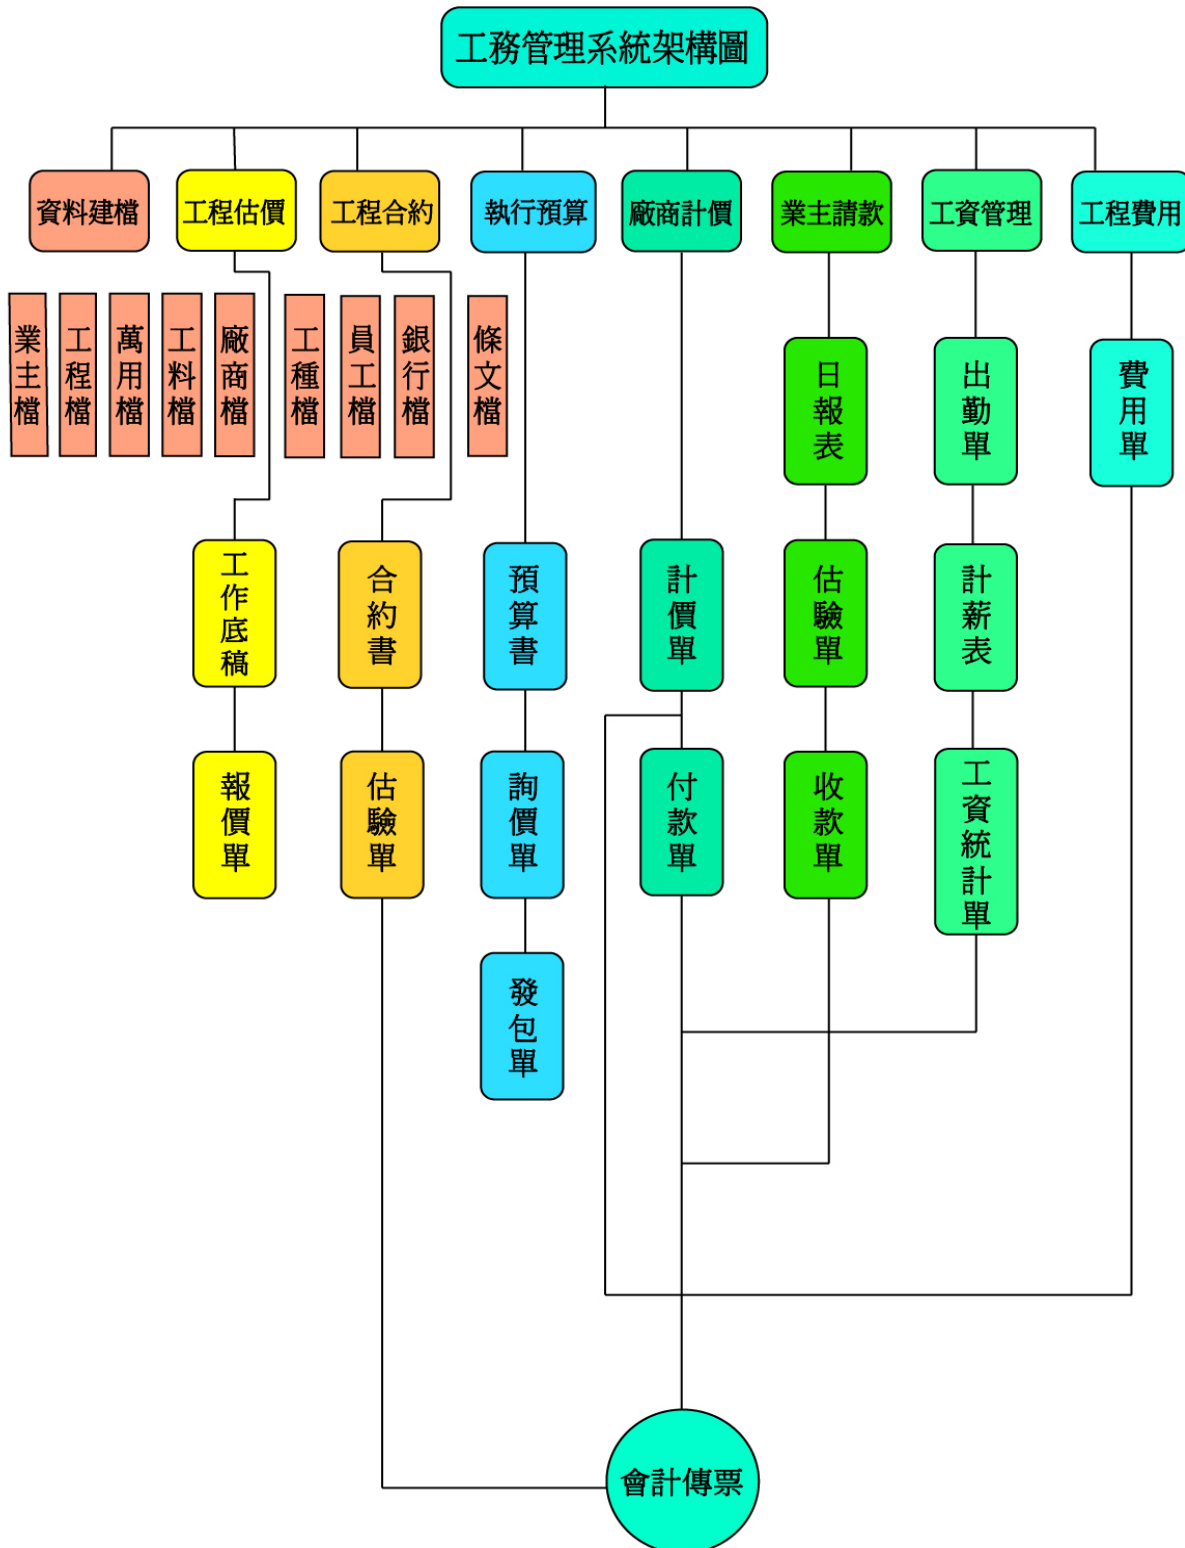 工務管理系統架構圖
資料建檔
工程估價
工程合約
執行預算
廠商計價
業主請款
工資管理
工程費用
業主檔
工程檔
萬用檔
工料檔
廠商檔
工種檔
員工檔
銀行檔
條文檔
日報表
出勤單
費用單
工作底稿
合約書
預算書
計價單
估驗單
計薪表
報價單
估驗單
詢價單
付款單
收款單
工資統計單
發包單
會計傳票